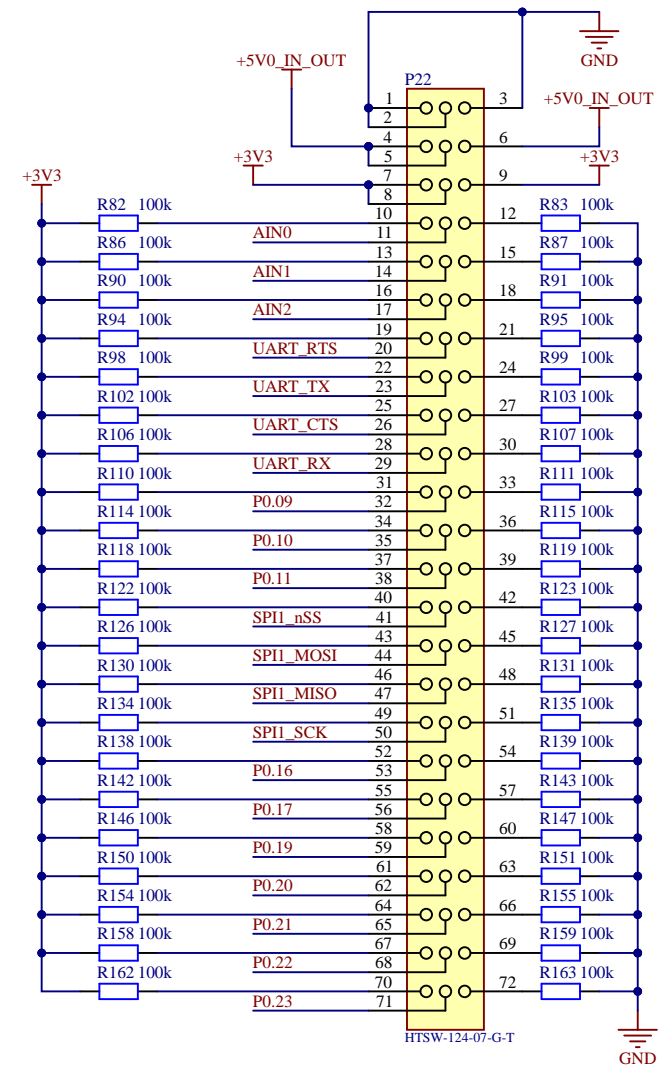 GND
+5V0_IN_OUT
P22
1 3 +5V0_IN_OUT
2
4 6
5
+3V3 7 9 +3V3
8
+3V3
R82 100k 10 12 R83 100k
AIN0 11
R86 100k 13 15 R87 100k
AIN1 14
R90 100k 16 18 R91 100k
AIN2 17
R94 100k 19 21 R95 100k
UART_RTS 20
R98 100k 22 24 R99 100k
UART_TX 23
R102 100k 25 27 R103 100k
UART_CTS 26
R106 100k 28 30 R107 100k
UART_RX 29
R110 100k 31 33 R111 100k
P0.09 32
R114 100k 34 36 R115 100k
P0.10 35
R118 100k 37 39 R119 100k
P0.11 38
R122 100k 40 42 R123 100k
SPI1_nSS 41
R126 100k 43 45 R127 100k
SPI1_MOSI 44
R130 100k 46 48 R131 100k
SPI1_MISO 47
R134 100k 49 51 R135 100k
SPI1_SCK 50
R138 100k 52 54 R139 100k
P0.16 53
R142 100k 55 57 R143 100k
P0.17 56
R146 100k 58 60 R147 100k
P0.19 59
R150 100k 61 63 R151 100k
P0.20 62
R154 100k 64 66 R155 100k
P0.21 65
R158 100k 67 69 R159 100k
P0.22 68
R162 100k 70 72 R163 100k
P0.23 71
HTSW-124-07-G-T
GND